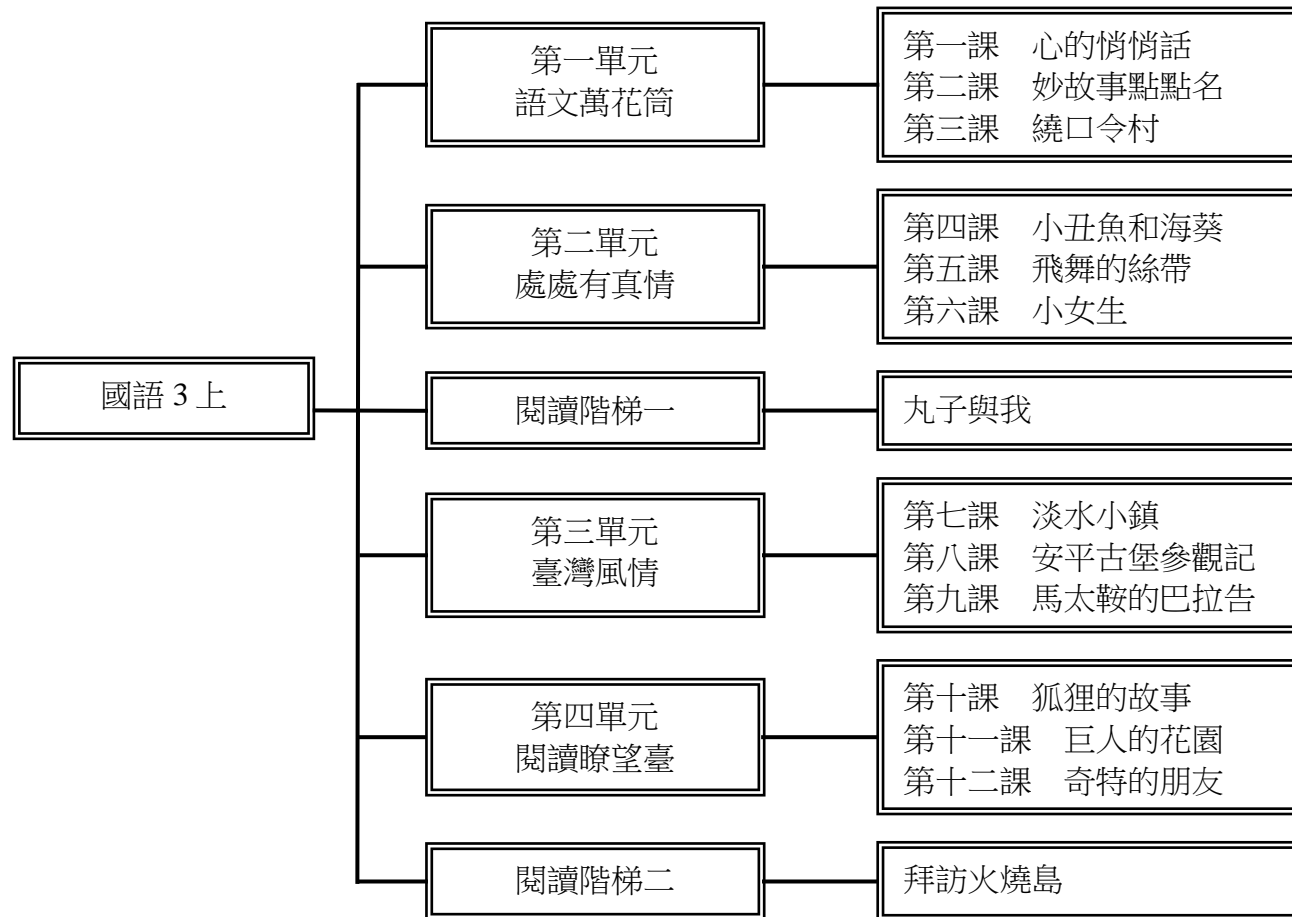 國語 3 上
第一單元
語文萬花筒
第一課　心的悄悄話
第二課　妙故事點點名
第三課　繞口令村
第二單元
處處有真情
第四課　小丑魚和海葵
第五課　飛舞的絲帶
第六課　小女生
閱讀階梯一
丸子與我
第三單元
臺灣風情
第七課　淡水小鎮
第八課　安平古堡參觀記
第九課　馬太鞍的巴拉告
第四單元
閱讀瞭望臺
第十課　狐狸的故事
第十一課　巨人的花園
第十二課　奇特的朋友
閱讀階梯二
拜訪火燒島